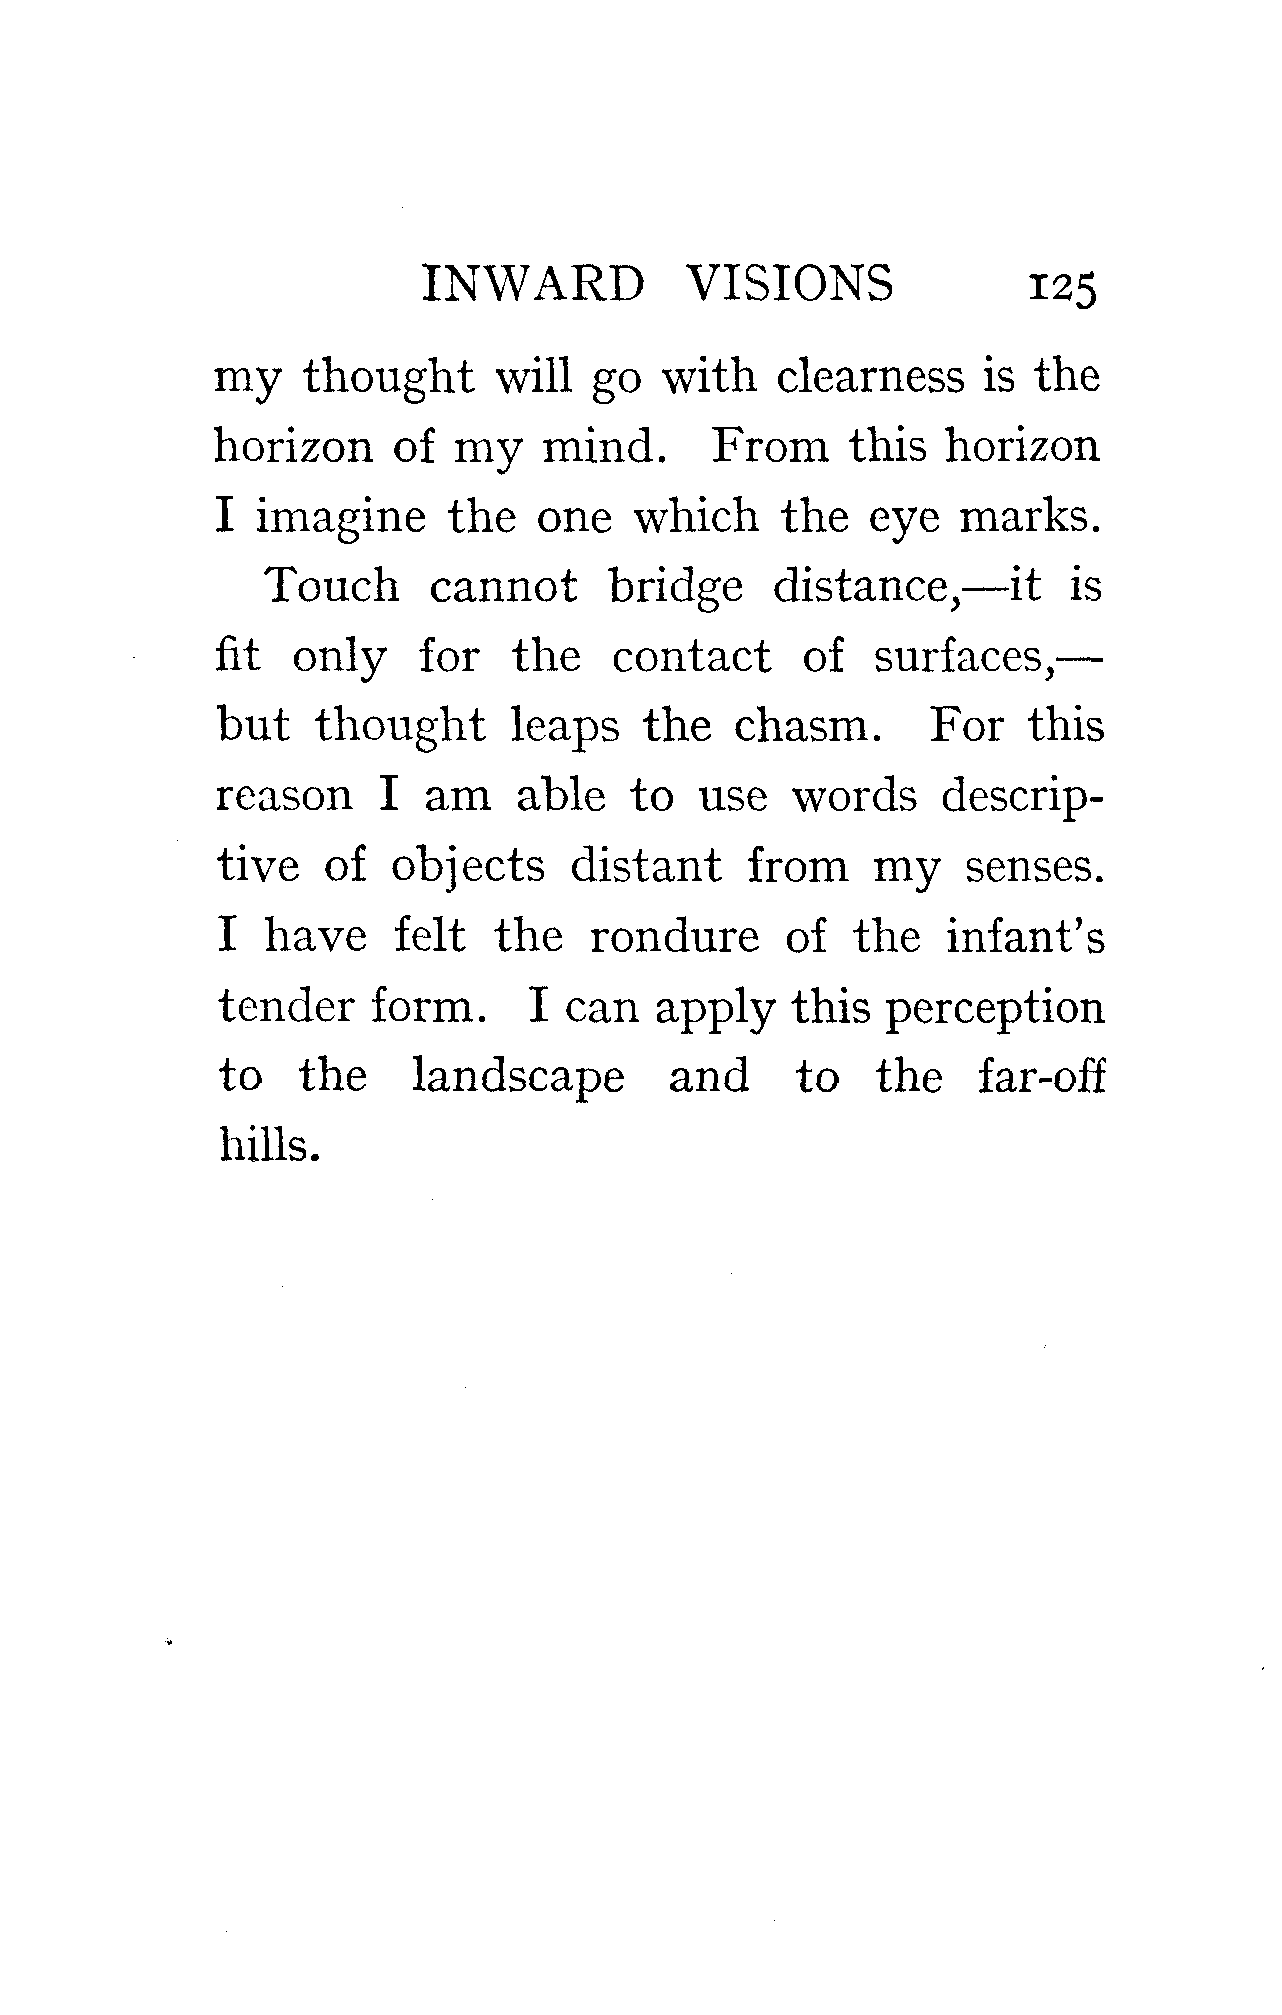 INWARD VISIONS 125
my thought will go with clearness is the
horizon of my mind. From this horizon
I imagine the one which the eye marks.
Touch cannot bridge distance,—it is
fit only for the contact of surfaces,—
but thought leaps the chasm. For this
reason I am able to use words descrip-
tive of objects distant from my senses.
I have felt the rondure of the infant's
tender form. I can apply this perception
to the landscape and to the far-off
hills.